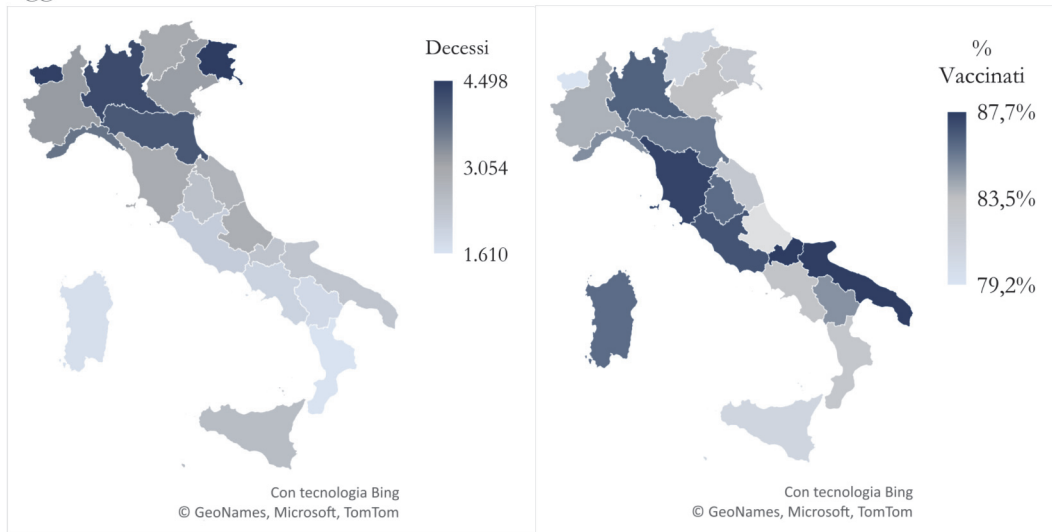 Decessi
4.498
3.054
1.610
Con tecnologia Bing
© GeoNames, Microsoft, TomTom
%
Vaccinati
87,7%
83,5%
79,2%
Con tecnologia Bing
© GeoNames, Microsoft, TomTom